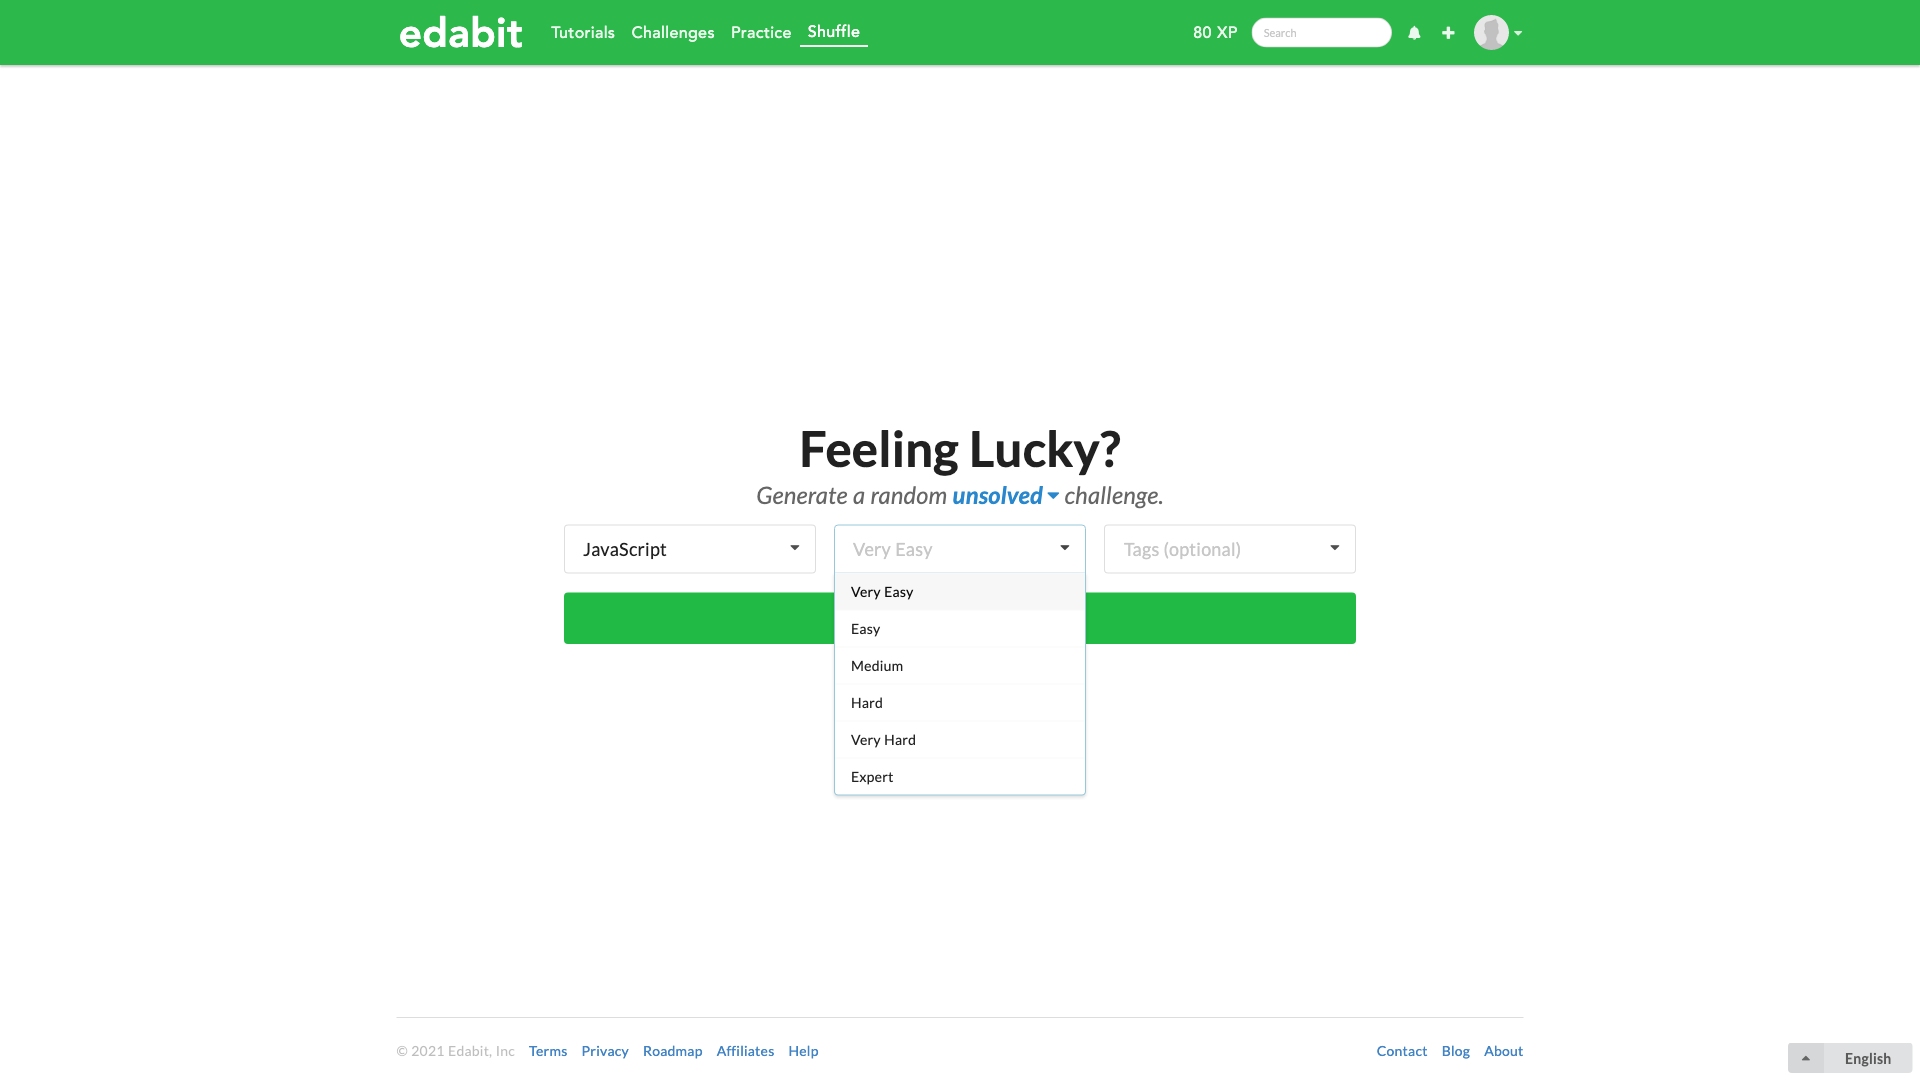 edabit Tutorials Challenges Practice Shuffle 80 XP Search
Feeling Lucky?
Generate a random unsolved challenge.
JavaScript Very Easy Tags (optional)
Very Easy
Easy
Medium
Hard
Very Hard
Expert
© 2021 Edabit, Inc Terms Privacy Roadmap Affiliates Help Contact Blog About
English